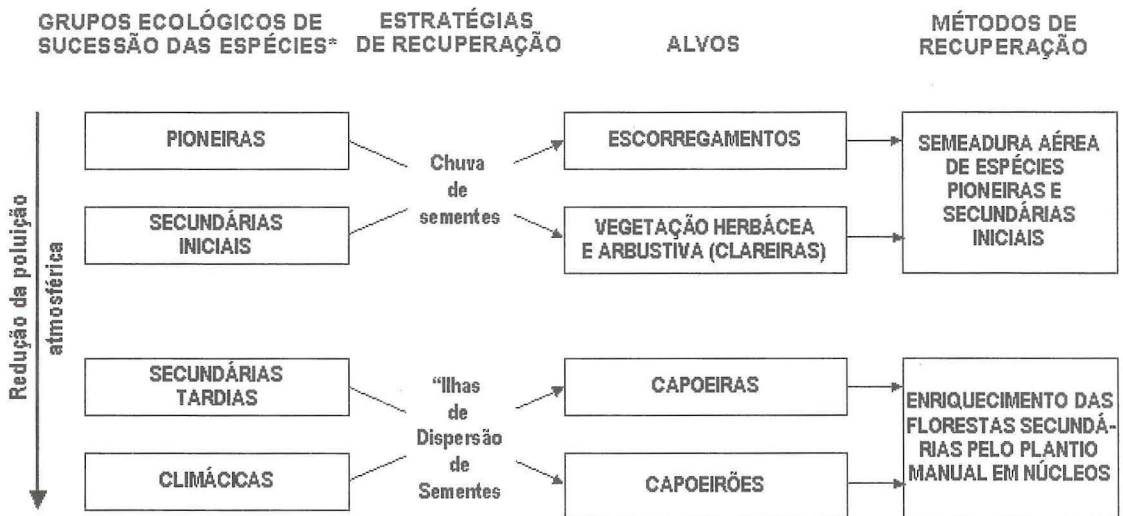 GRUPOS ECOLÓGICOS DE
SUCESSÃO DAS ESPÉCIES*
ESTRATÉGIAS
DE RECUPERAÇÃO
ALVOS
MÉTODOS DE
RECUPERAÇÃO
Redução da poluição
atmosférica
PIONEIRAS
SECUNDÁRIAS
INICIAIS
Chuva
de
sementes
ESCORREGAMENTOS
VEGETAÇÃO HERBÁCEA
E ARBUSTIVA (CLAREIRAS)
SEMEADURA AÉREA
DE ESPÉCIES
PIONEIRAS E
SECUNDÁRIAS
INICIAIS
SECUNDÁRIAS
TARDIAS
CLIMÁCICAS
“Ilhas
de
Dispersão
de
Sementes
CAPOEIRAS
CAPOEIRÕES
ENRIQUECIMENTO DAS
FLORESTAS SECUNDÁ-
RIAS PELO PLANTIO
MANUAL EM NÚCLEOS